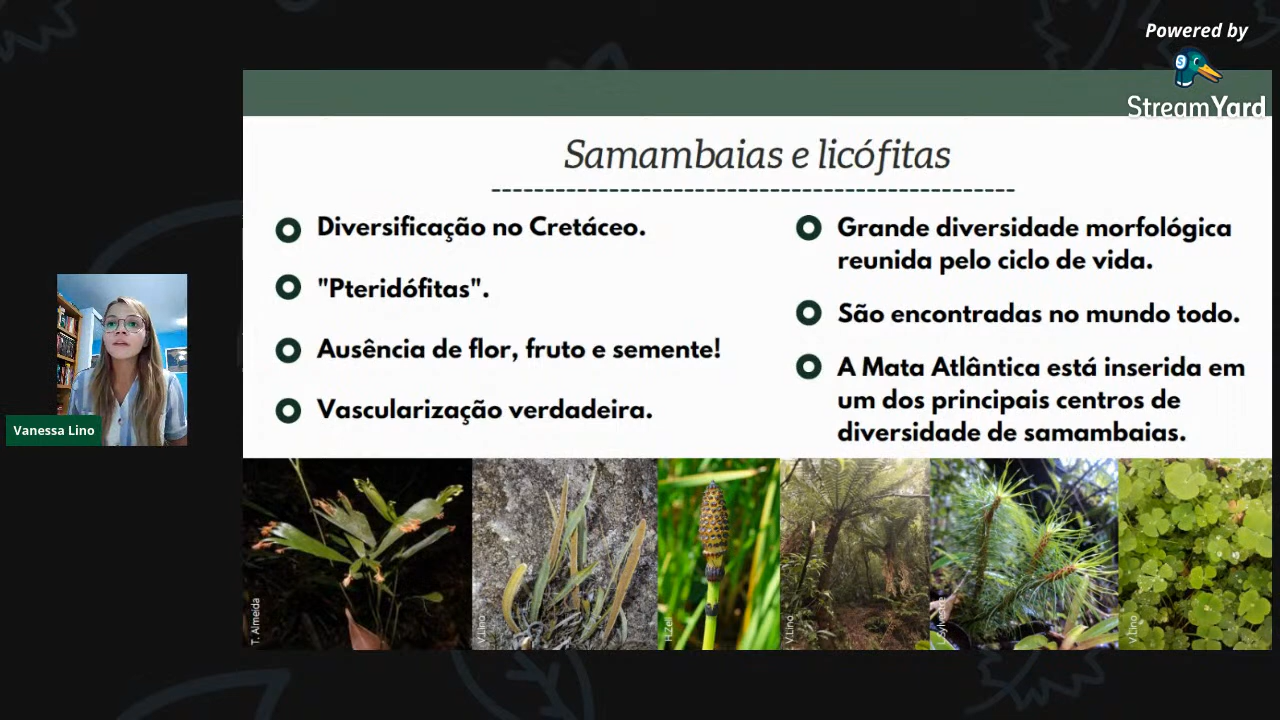 Powered by
StreamYard
Samambaias e licófitas
Diversificação no Cretáceo.
"Pteridófitas".
Ausência de flor, fruto e semente!
Vascularização verdadeira.
Grande diversidade morfológica
reunida pelo ciclo de vida.
São encontradas no mundo todo.
A Mata Atlântica está inserida em
um dos principais centros de
diversidade de samambaias.
Vanessa Lino
T. Almeida
V.Lino
H.Zell
V.Lino
Sylvestre
V.Lino